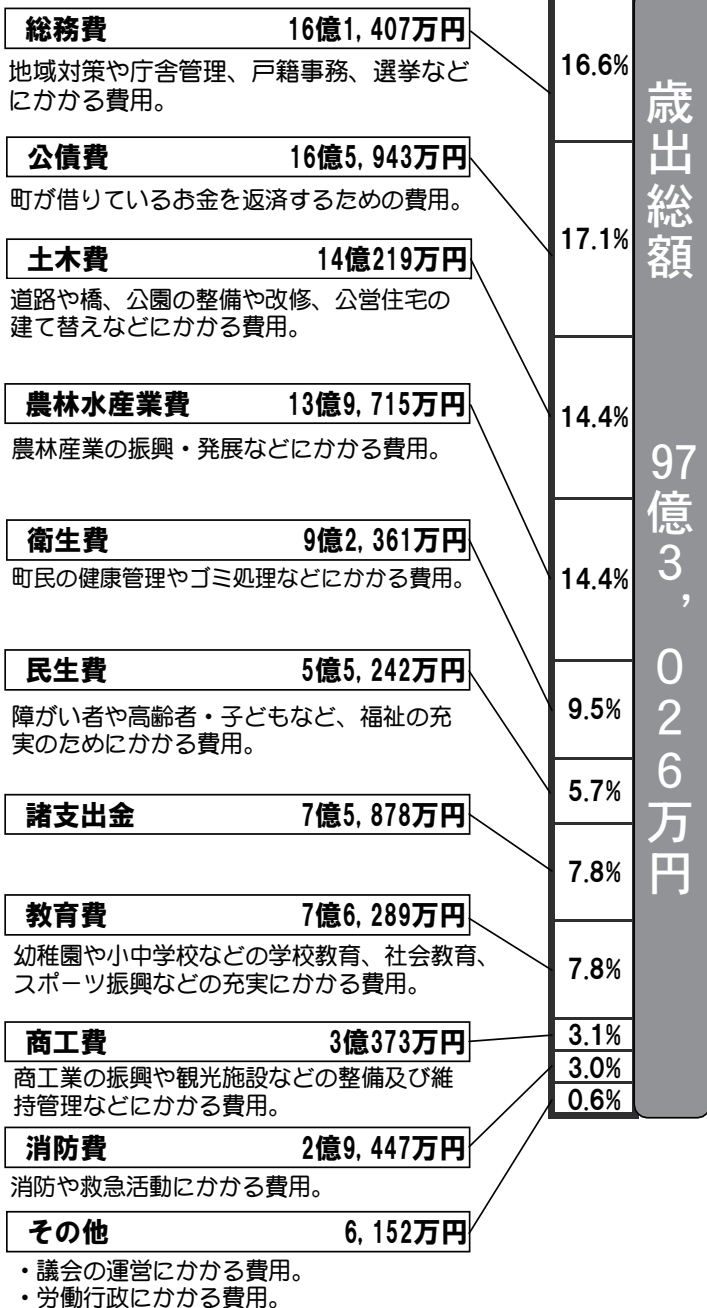 総務費 16億1,407万円
地域対策や庁舎管理、戸籍事務、選挙など
にかかる費用。
公債費 16億5,943万円
町が借りているお金を返済するための費用。
土木費 14億219万円
道路や橋、公園の整備や改修、公営住宅の
建て替えなどにかかる費用。
農林水産業費 13億9,715万円
農林産業の振興・発展などにかかる費用。
衛生費 9億2,361万円
町民の健康管理やゴミ処理などにかかる費用。
民生費 5億5,242万円
障がい者や高齢者・子どもなど、福祉の充
実のためにかかる費用。
諸支出金 7億5,878万円
教育費 7億6,289万円
幼稚園や小中学校などの学校教育、社会教育、
スポーツ振興などの充実にかかる費用。
商工費 3億373万円
商工業の振興や観光施設などの整備及び維
持管理などにかかる費用。
消防費 2億9,447万円
消防や救急活動にかかる費用。
その他 6,152万円
・議会の運営にかかる費用。
・労働行政にかかる費用。
16.6%
17.1%
14.4%
14.4%
9.5%
5.7%
7.8%
7.8%
3.1%
3.0%
0.6%
歳出総額 97億3,026万円